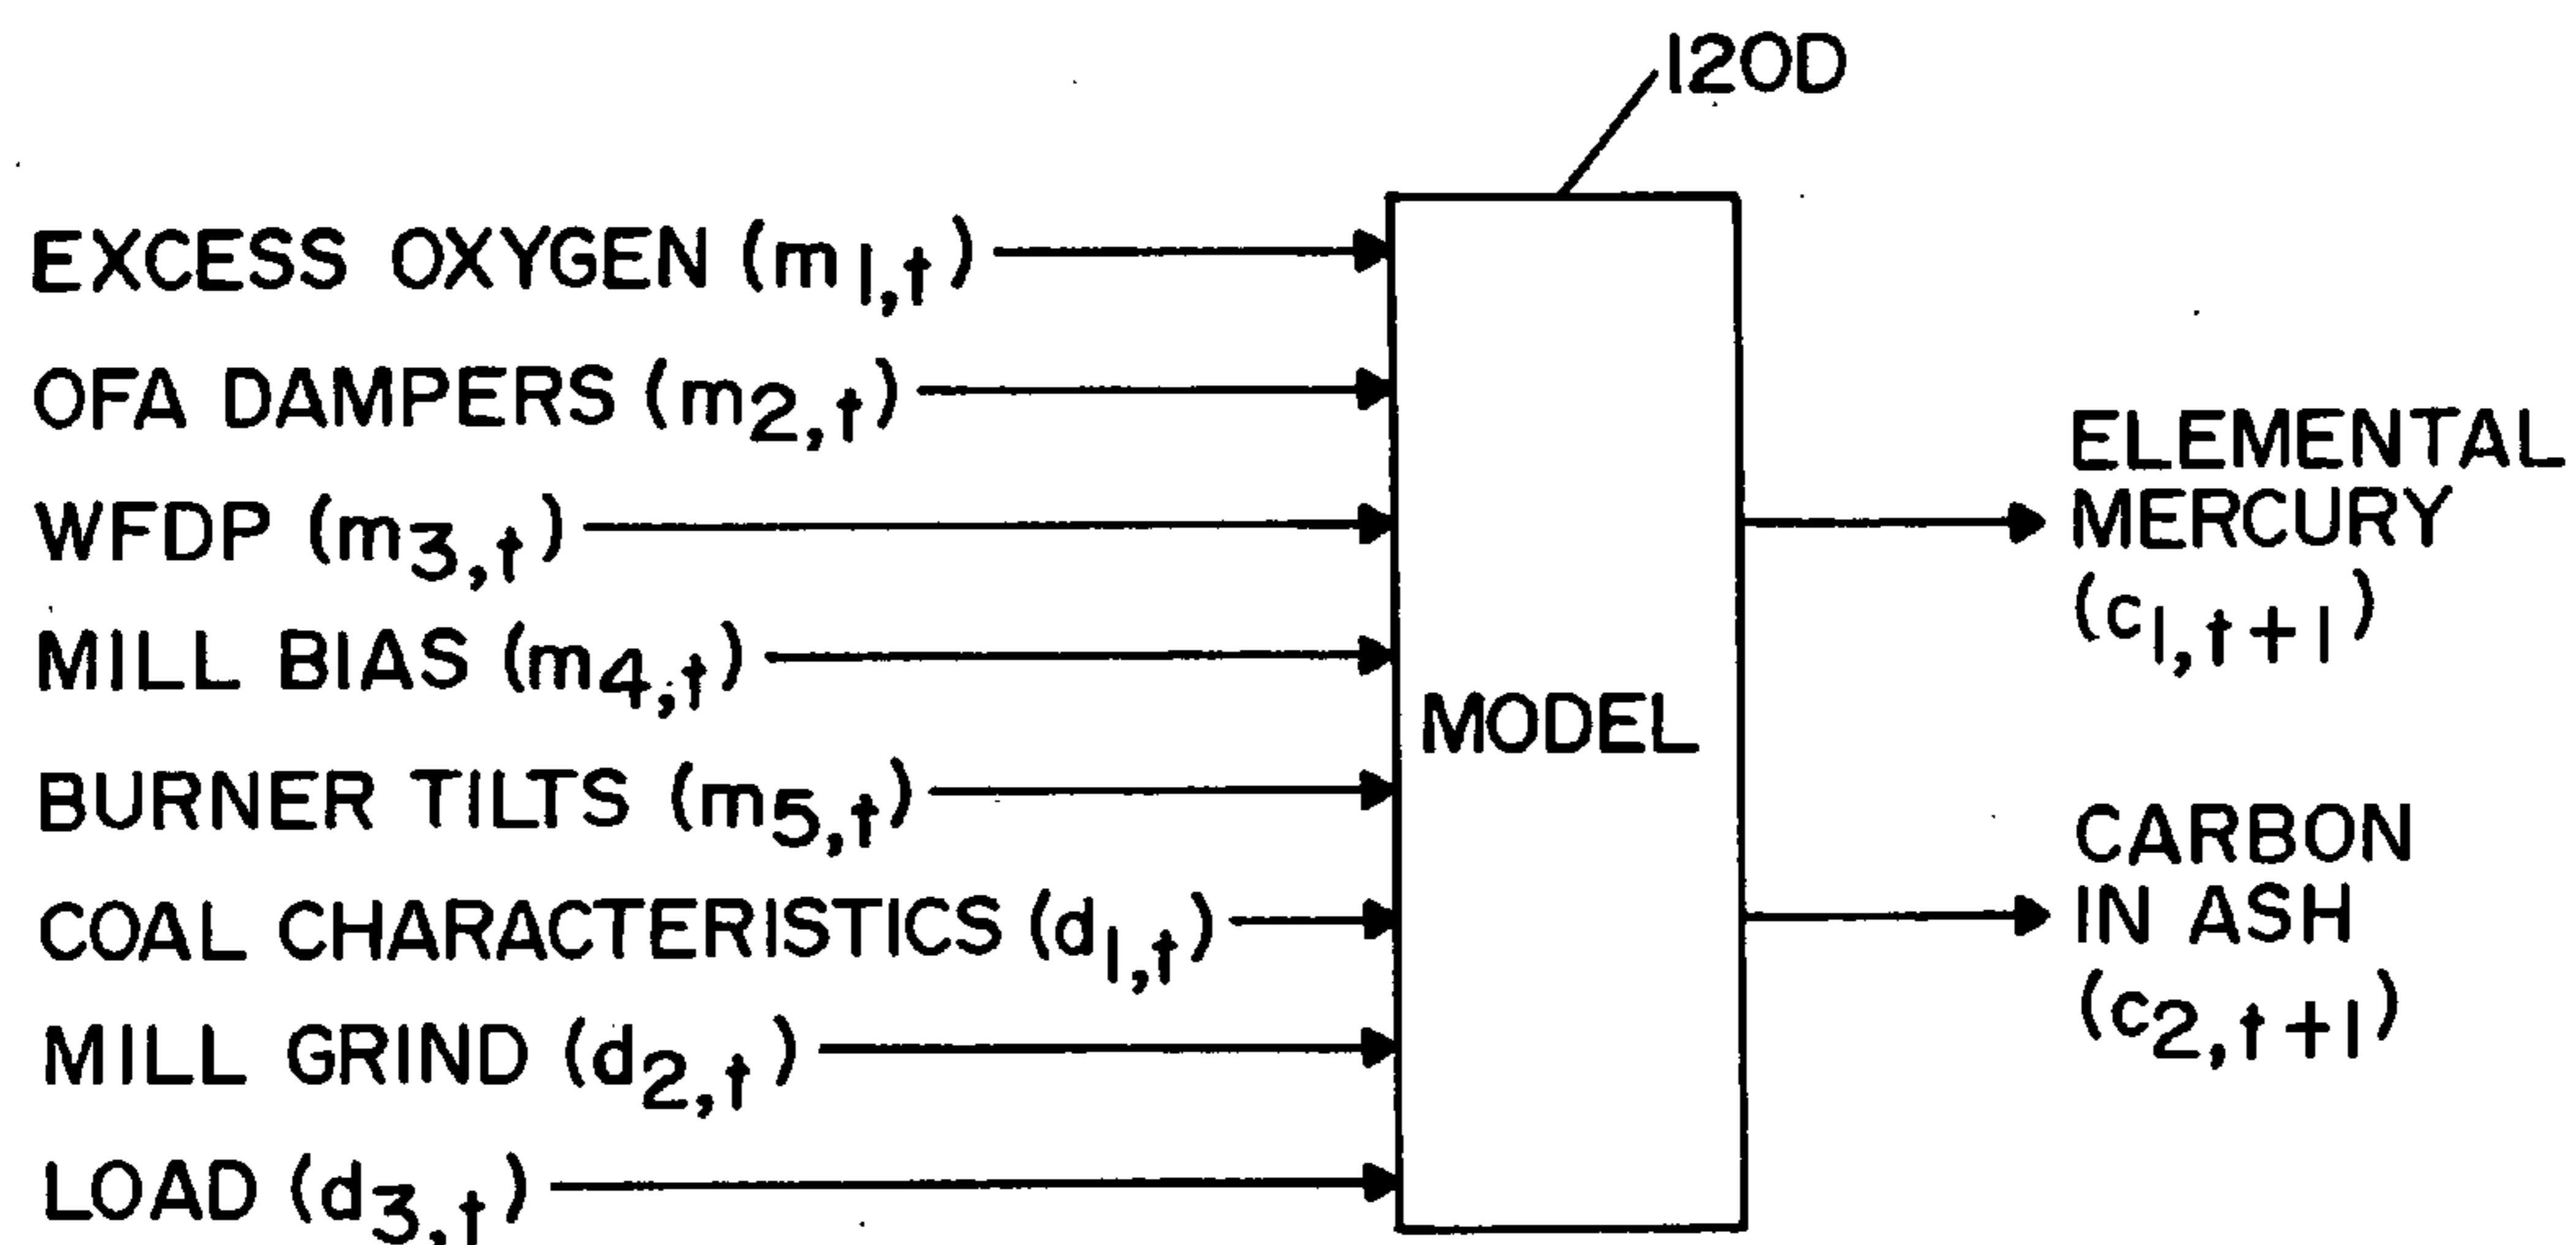 120D
EXCESS OXYGEN (m1,t)
OFA DAMPERS (m2,t)
WFDP (m3,t)
MILL BIAS (m4,t)
BURNER TILTS (m5,t)
COAL CHARACTERISTICS (d1,t)
MILL GRIND (d2,t)
LOAD (d3,t)
MODEL
ELEMENTAL
MERCURY
(c1,t+1)
CARBON
IN ASH
(c2,t+1)